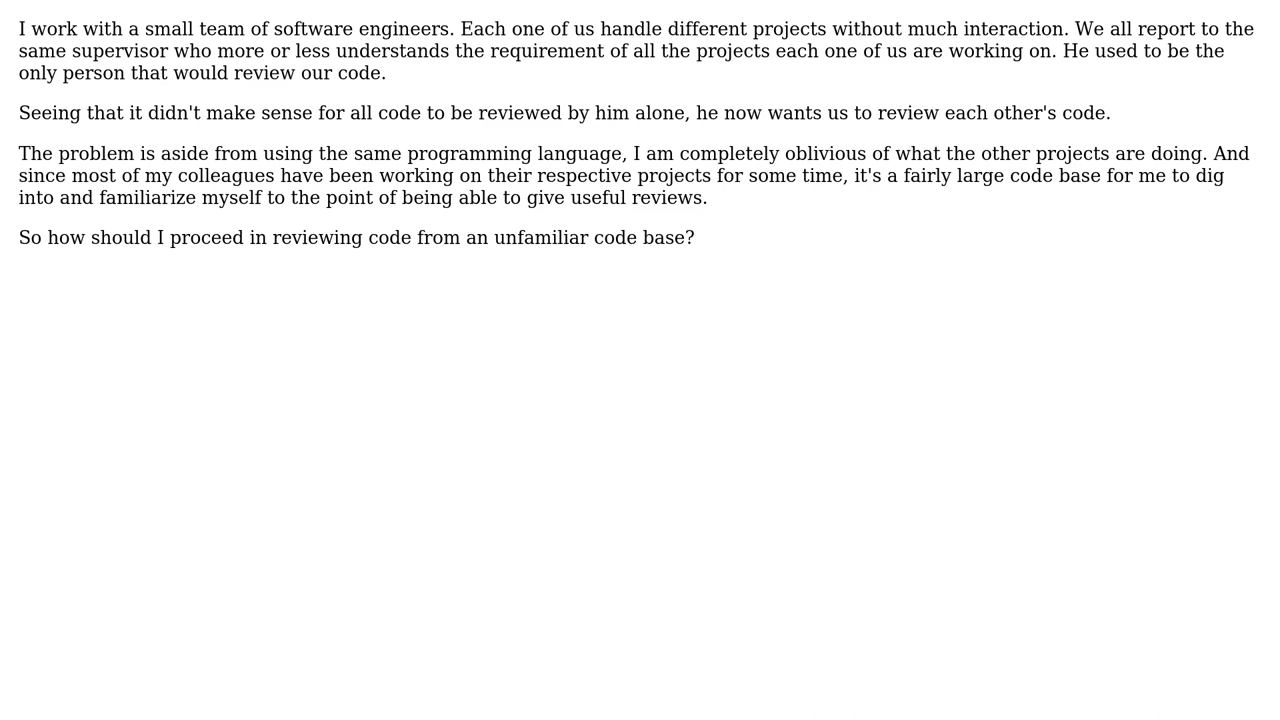 I work with a small team of software engineers. Each one of us handle different projects without much interaction. We all report to the
same supervisor who more or less understands the requirement of all the projects each one of us are working on. He used to be the
only person that would review our code.
Seeing that it didn't make sense for all code to be reviewed by him alone, he now wants us to review each other's code.
The problem is aside from using the same programming language, I am completely oblivious of what the other projects are doing. And
since most of my colleagues have been working on their respective projects for some time, it's a fairly large code base for me to dig
into and familiarize myself to the point of being able to give useful reviews.
So how should I proceed in reviewing code from an unfamiliar code base?